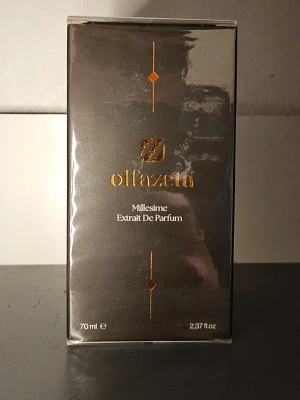 olfazeta
Millesime
Extrait De Parfum
70 ml ℮ 2,37 fl oz